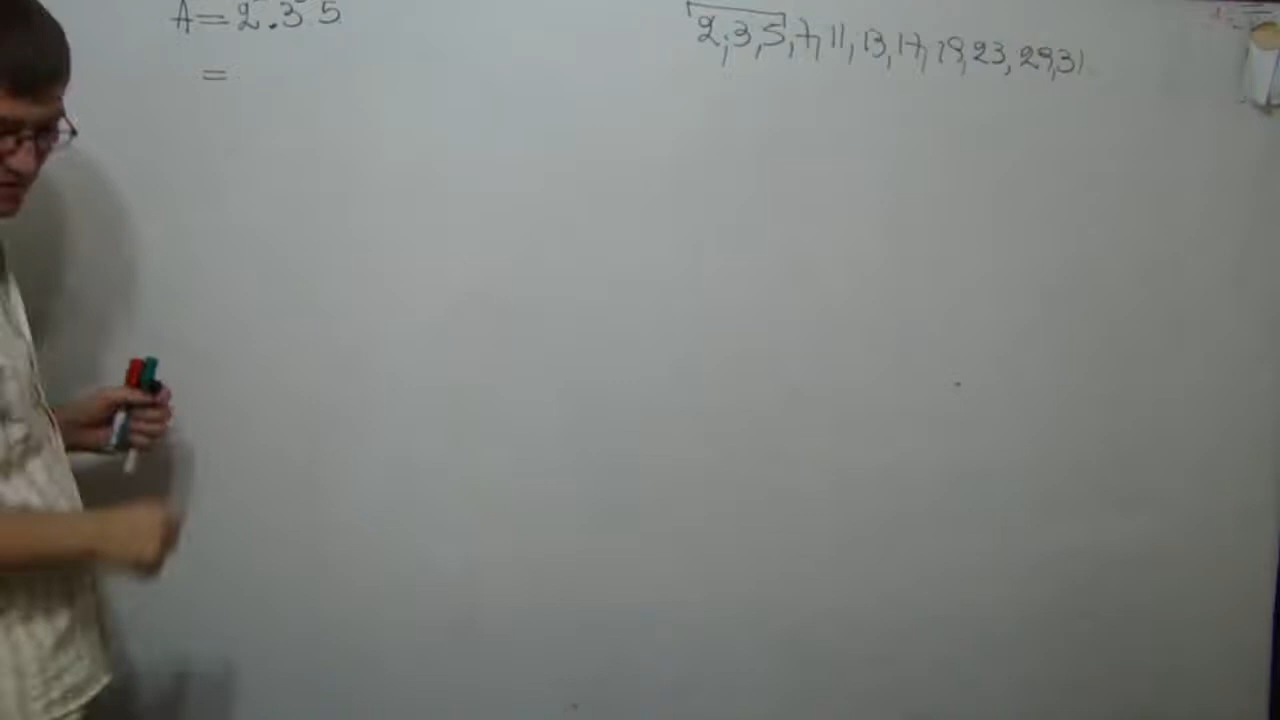 A = 2 . 3 5
2, 3, 5, 7, 11, 13, 17, 19, 23, 29, 31
=